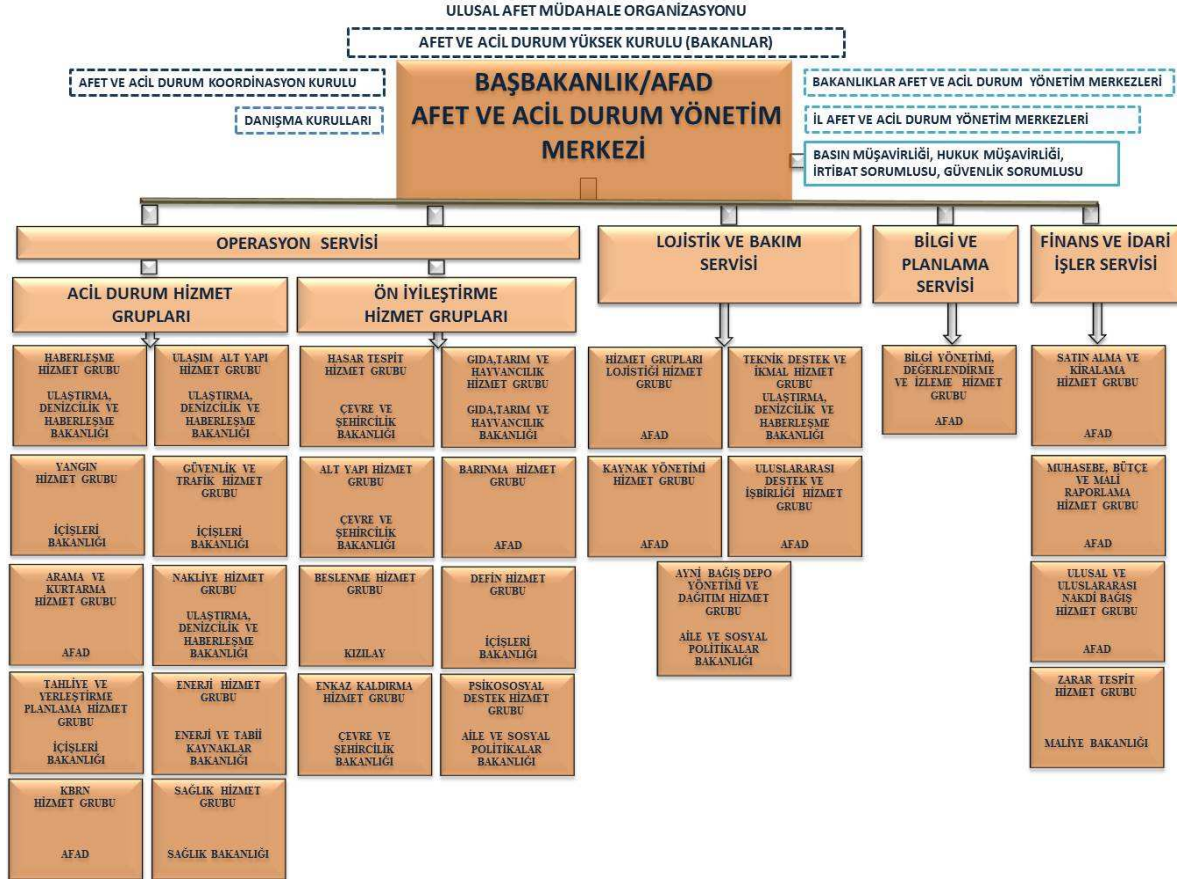 ULUSAL AFET MÜDAHALE ORGANİZASYONU
AFET VE ACİL DURUM YÜKSEK KURULU (BAKANLAR)
AFET VE ACİL DURUM KOORDİNASYON KURULU
DANIŞMA KURULLARI
BAŞBAKANLIK/AFAD
AFET VE ACİL DURUM YÖNETİM
MERKEZİ
BAKANLIKLAR AFET VE ACİL DURUM YÖNETİM MERKEZLERİ
İL AFET VE ACİL DURUM YÖNETİM MERKEZLERİ
BASIN MÜŞAVİRLİĞİ, HUKUK MÜŞAVİRLİĞİ,
İRTİBAT SORUMLUSU, GÜVENLİK SORUMLUSU
OPERASYON SERVİSİ
ACİL DURUM HİZMET
GRUPLARI
HABERLEŞME
HİZMET GRUBU
ULAŞTIRMA,
DENİZCİLİK VE
HABERLEŞME
BAKANLIĞI
ULAŞIM ALT YAPI
HİZMET GRUBU
ULAŞTIRMA,
DENİZCİLİK VE
HABERLEŞME
BAKANLIĞI
YANGIN
HİZMET GRUBU
İÇİŞLERİ
BAKANLIĞI
GÜVENLİK VE
TRAFİK HİZMET
GRUBU
İÇİŞLERİ
BAKANLIĞI
ARAMA VE
KURTARMA
HİZMET GRUBU
AFAD
NAKLİYE HİZMET
GRUBU
ULAŞTIRMA,
DENİZCİLİK VE
HABERLEŞME
BAKANLIĞI
TAHLİYE VE
YERLEŞTİRME
PLANLAMA HİZMET
GRUBU
İÇİŞLERİ
BAKANLIĞI
ENERJİ HİZMET
GRUBU
ENERJİ VE TABİİ
KAYNAKLAR
BAKANLIĞI
KBRN
HİZMET GRUBU
AFAD
SAĞLIK HİZMET
GRUBU
SAĞLIK BAKANLIĞI
ÖN İYİLEŞTİRME
HİZMET GRUPLARI
HASAR TESPİT
HİZMET GRUBU
ÇEVRE VE
ŞEHİRCİLİK
BAKANLIĞI
GIDA,TARIM VE
HAYVANCILIK
HİZMET GRUBU
GIDA,TARIM VE
HAYVANCILIK
BAKANLIĞI
ALT YAPI HİZMET
GRUBU
ÇEVRE VE
ŞEHİRCİLİK
BAKANLIĞI
BARINMA HİZMET
GRUBU
AFAD
BESLENME HİZMET
GRUBU
KIZILAY
DEFİN HİZMET
GRUBU
İÇİŞLERİ
BAKANLIĞI
ENKAZ KALDIRMA
HİZMET GRUBU
ÇEVRE VE
ŞEHİRCİLİK
BAKANLIĞI
PSİKOSOSYAL
DESTEK HİZMET
GRUBU
AİLE VE SOSYAL
POLİTİKALAR
BAKANLIĞI
LOJİSTİK VE BAKIM
SERVİSİ
HİZMET GRUPLARI
LOJİSTİĞİ HİZMET
GRUBU
AFAD
TEKNİK DESTEK VE
İKMAL HİZMET
GRUBU
ULAŞTIRMA,
DENİZCİLİK VE
HABERLEŞME
BAKANLIĞI
KAYNAK YÖNETİMİ
HİZMET GRUBU
AFAD
ULUSLARARASI
DESTEK VE
İŞBİRLİĞİ HİZMET
GRUBU
AFAD
AYNİ BAĞIŞ DEPO
YÖNETİMİ VE
DAĞITIM HİZMET
GRUBU
AİLE VE SOSYAL
POLİTİKALAR
BAKANLIĞI
BİLGİ VE
PLANLAMA
SERVİSİ
BİLGİ YÖNETİMİ,
DEĞERLENDİRME
VE İZLEME HİZMET
GRUBU
AFAD
FİNANS VE İDARİ
İŞLER SERVİSİ
SATIN ALMA VE
KİRALAMA
HİZMET GRUBU
AFAD
MUHASEBE, BÜTÇE
VE MALİ
RAPORLAMA
HİZMET GRUBU
AFAD
ULUSAL VE
ULUSLARARASI
NAKDİ BAĞIŞ
HİZMET GRUBU
AFAD
ZARAR TESPİT
HİZMET GRUBU
MALİYE BAKANLIĞI